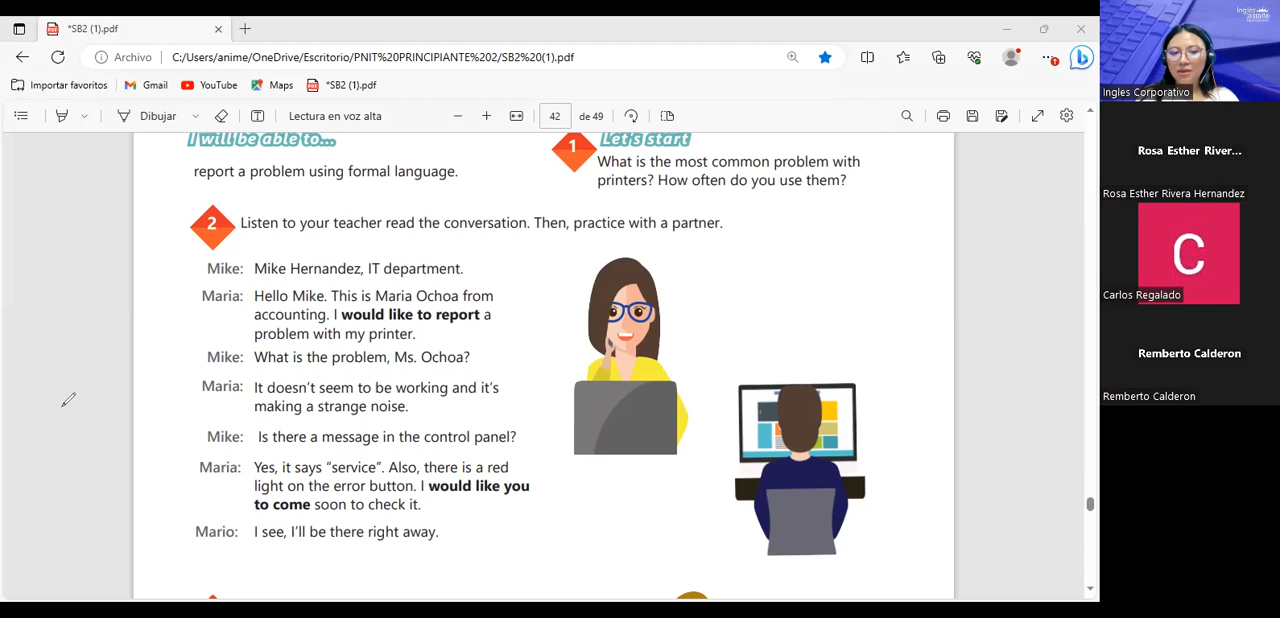 *SB2 (1).pdf
Archivo
C:/Users/anime/OneDrive/Escritorio/PNIT%20PRINCIPIANTE%202/SB2%20(1).pdf
Importar favoritos
Gmail
YouTube
Maps
*SB2 (1).pdf
Dibujar
Lectura en voz alta
42
de 49
I will be able to...
report a problem using formal language.
1
Let's start
What is the most common problem with
printers? How often do you use them?
2
Listen to your teacher read the conversation. Then, practice with a partner.
Mike: Mike Hernandez, IT department.
Maria: Hello Mike. This is Maria Ochoa from
accounting. I would like to report a
problem with my printer.
Mike: What is the problem, Ms. Ochoa?
Maria: It doesn't seem to be working and it's
making a strange noise.
Mike: Is there a message in the control panel?
Maria: Yes, it says "service". Also, there is a red
light on the error button. I would like you
to come soon to check it.
Mario: I see, I'll be there right away.
Ingles Corporativo
Rosa Esther River...
Rosa Esther Rivera Hernandez
C
Carlos Regalado
Remberto Calderon
Remberto Calderon